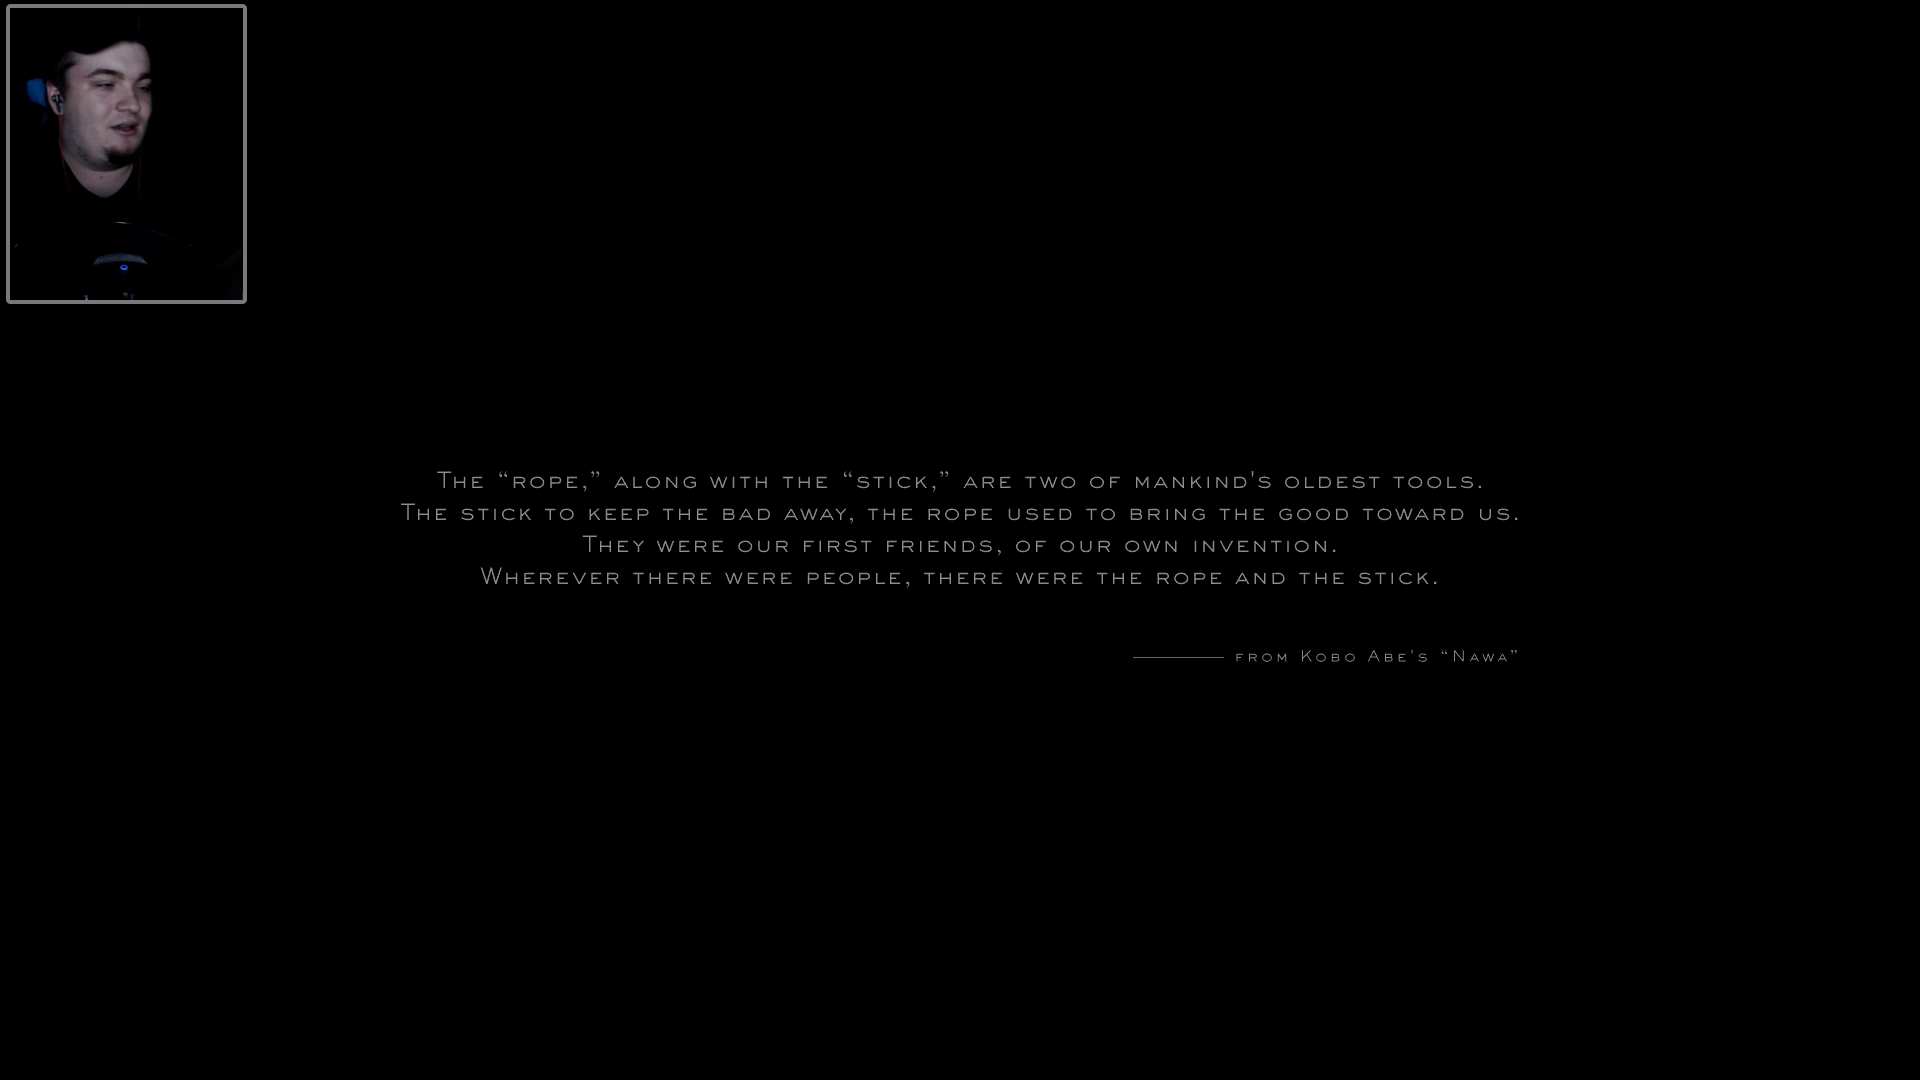 The “rope,” along with the “stick,” are two of mankind's oldest tools.
The stick to keep the bad away, the rope used to bring the good toward us.
They were our first friends, of our own invention.
Wherever there were people, there were the rope and the stick.
from Kobo Abe's “Nawa”